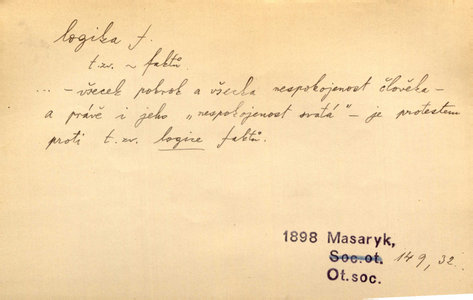 logika f.
t. zv. ~ faktů.
... - všecek pokrok a všecka nespokojenost člověka -
a právě i jeho „nespokojenost svatá" - je protestem
proti t. zv. logice faktů.
1898 Masaryk,
Soc. ot. 149, 32.
Ot. soc.